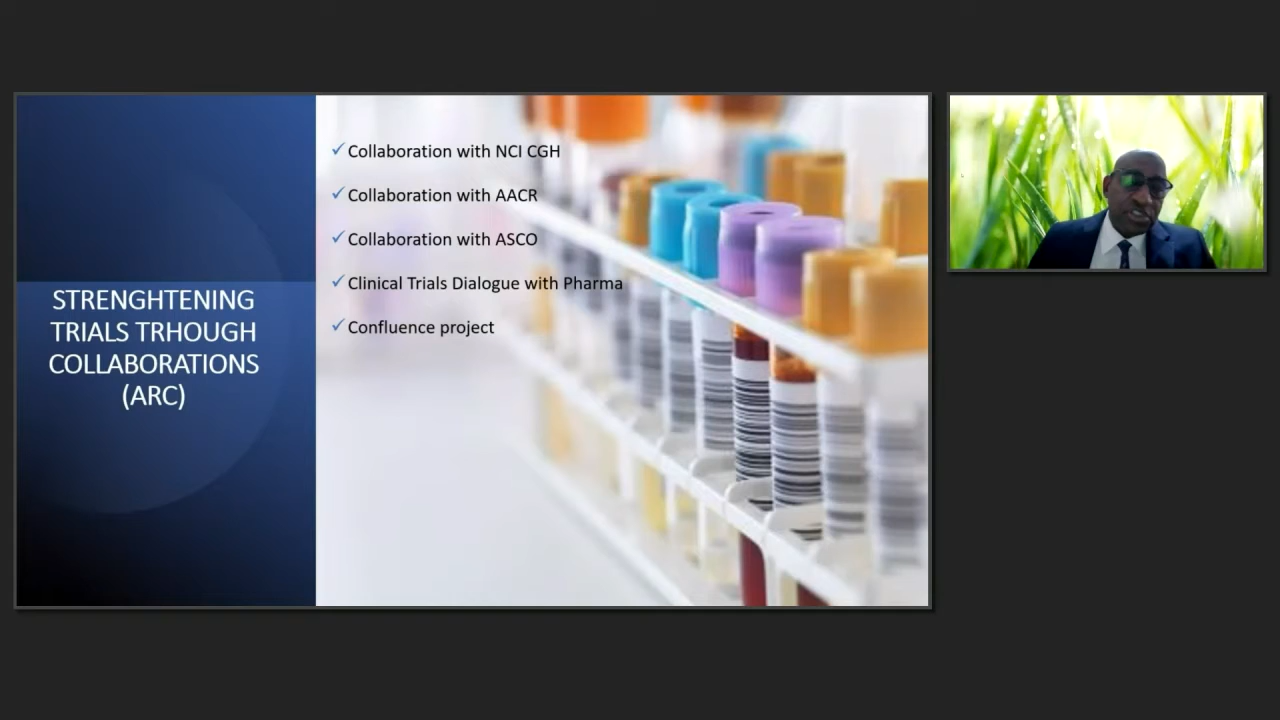 STRENGHTENING
TRIALS TRHOUGH
COLLABORATIONS
(ARC)
✓Collaboration with NCI CGH
✓Collaboration with AACR
✓Collaboration with ASCO
✓Clinical Trials Dialogue with Pharma
✓Confluence project